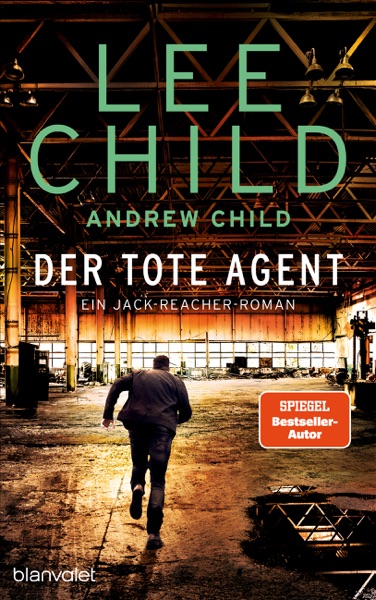 LEE
CHILD
ANDREW CHILD
DER TOTE AGENT
EIN JACK-REACHER-ROMAN
SPIEGEL
Bestseller-
Autor
blanvalet